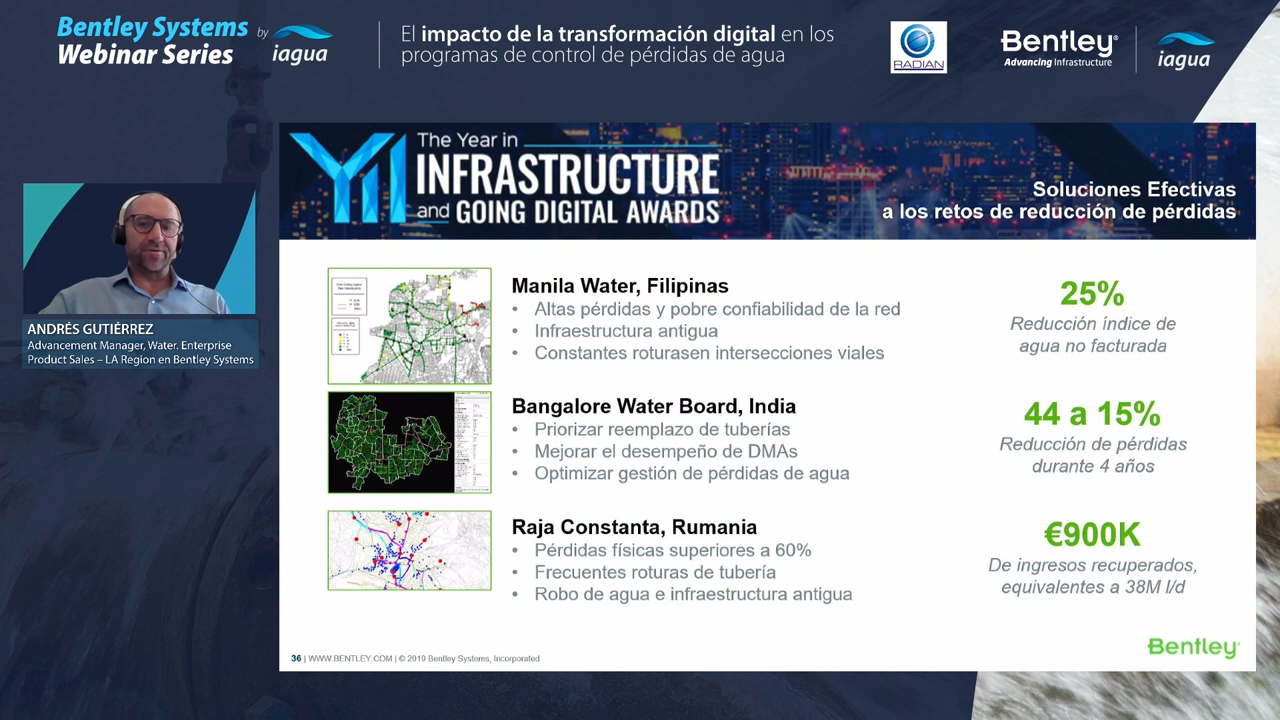 Bentley Systems
Webinar Series
by
iagua
El impacto de la transformación digital en los
programas de control de pérdidas de agua
RADIAN
Bentley®
Advancing Infrastructure
iagua
The Year in
INFRASTRUCTURE
and GOING DIGITAL AWARDS
Soluciones Efectivas
a los retos de reducción de pérdidas
ANDRÉS GUTIÉRREZ
Advancement Manager, Water. Enterprise
Product Sales – LA Region en Bentley Systems
Manila Water, Filipinas
• Altas pérdidas y pobre confiabilidad de la red
• Infraestructura antigua
• Constantes roturasen intersecciones viales
25%
Reducción índice de
agua no facturada
Bangalore Water Board, India
• Priorizar reemplazo de tuberías
• Mejorar el desempeño de DMAs
• Optimizar gestión de pérdidas de agua
44 a 15%
Reducción de pérdidas
durante 4 años
Raja Constanta, Rumania
• Pérdidas físicas superiores a 60%
• Frecuentes roturas de tubería
• Robo de agua e infraestructura antigua
€900K
De ingresos recuperados,
equivalentes a 38M l/d
36 | WWW.BENTLEY.COM | © 2019 Bentley Systems, Incorporated
Bentley®